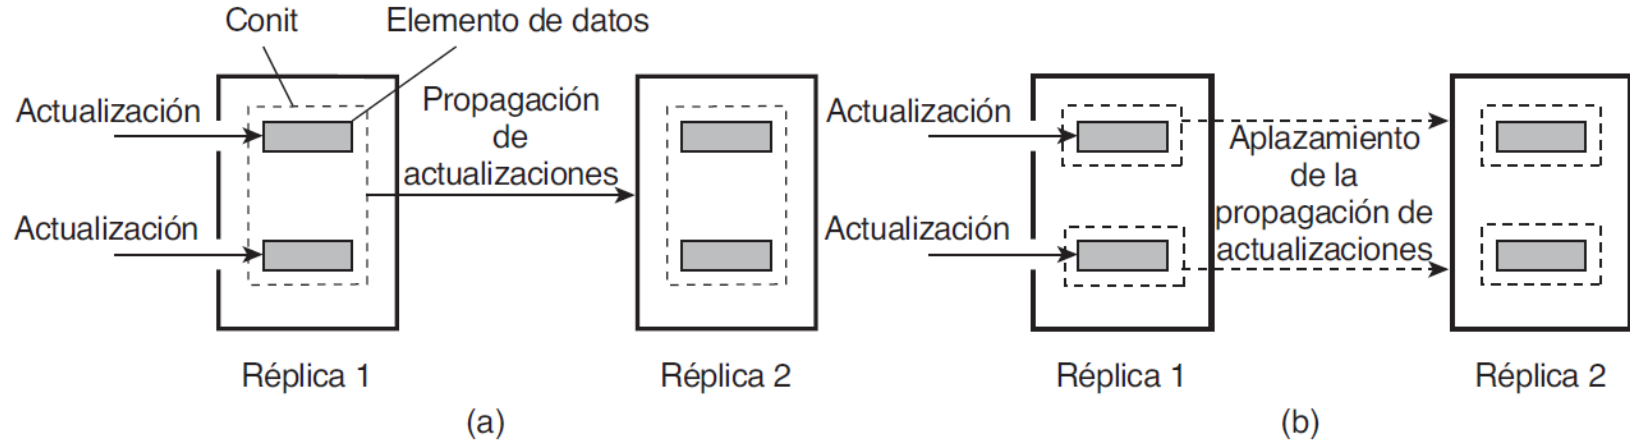 Conit
Elemento de datos
Actualización
Propagación
de
actualizaciones
Actualización
Réplica 1
Réplica 2
(a)
Actualización
Aplazamiento
de la
propagación de
actualizaciones
Actualización
Réplica 1
Réplica 2
(b)